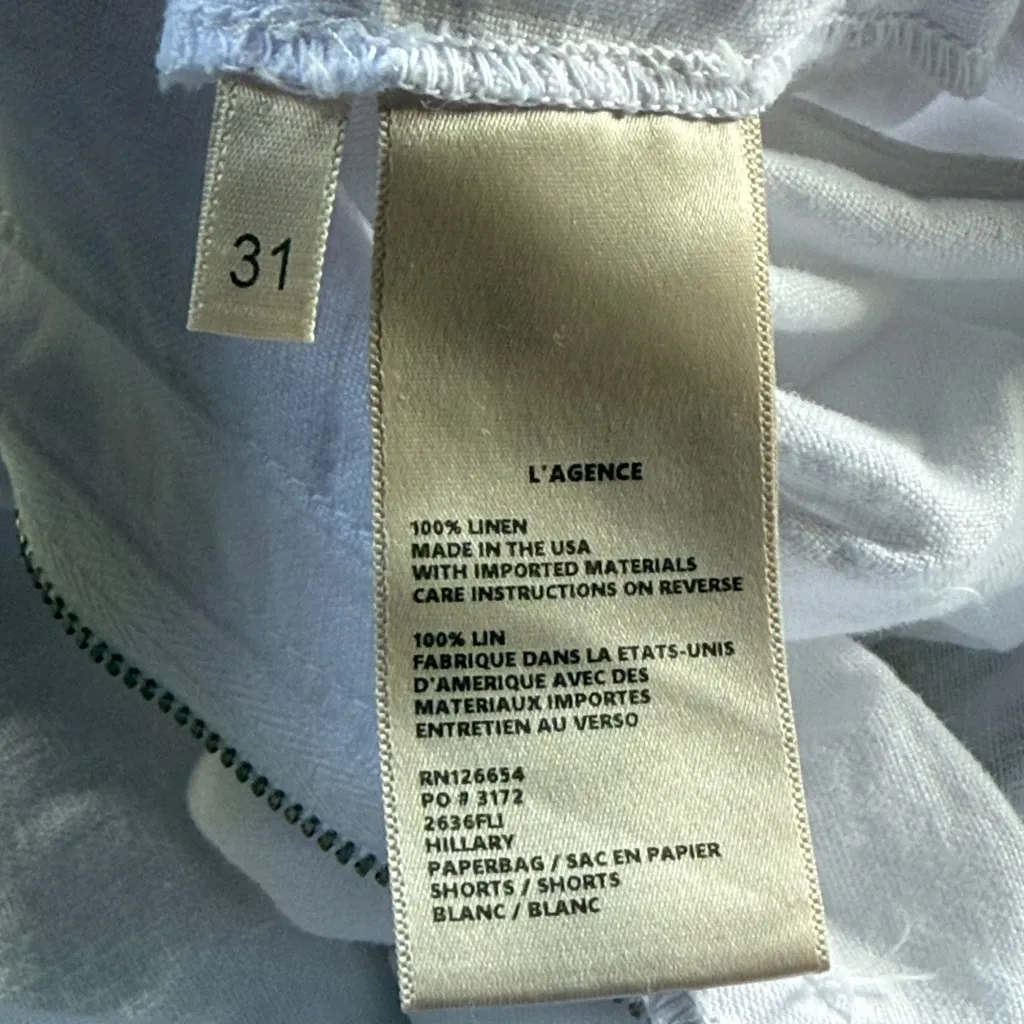 31
L'AGENCE
100% LINEN
MADE IN THE USA
WITH IMPORTED MATERIALS
CARE INSTRUCTIONS ON REVERSE
100% LIN
FABRIQUE DANS LA ETATS-UNIS
D'AMERIQUE AVEC DES
MATERIAUX IMPORTES
ENTRETIEN AU VERSO
RN126654
PO # 3172
2636FLI
HILLARY
PAPERBAG / SAC EN PAPIER
SHORTS / SHORTS
BLANC / BLANC